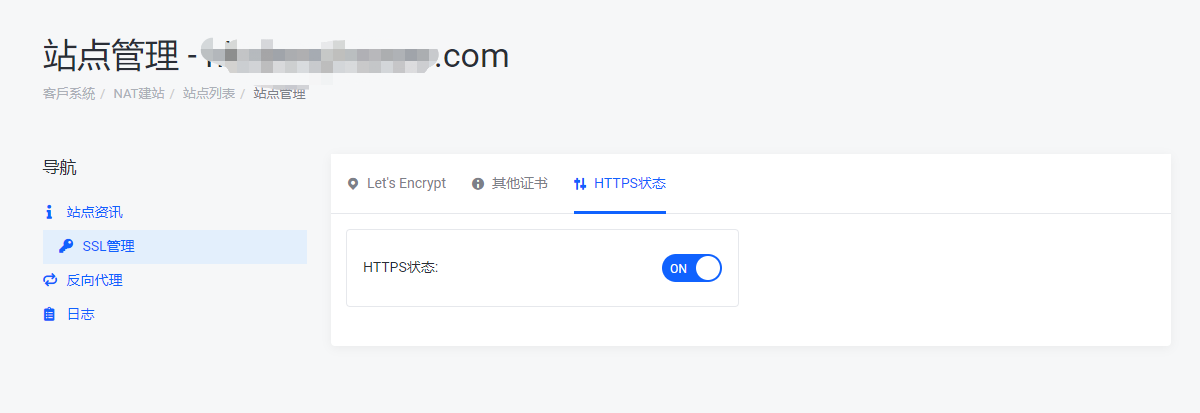 站点管理 - .com
客戶系統 / NAT建站 / 站点列表 / 站点管理
导航
站点资讯
SSL管理
反向代理
日志
Let's Encrypt 其他证书 HTTPS状态
HTTPS状态: ON